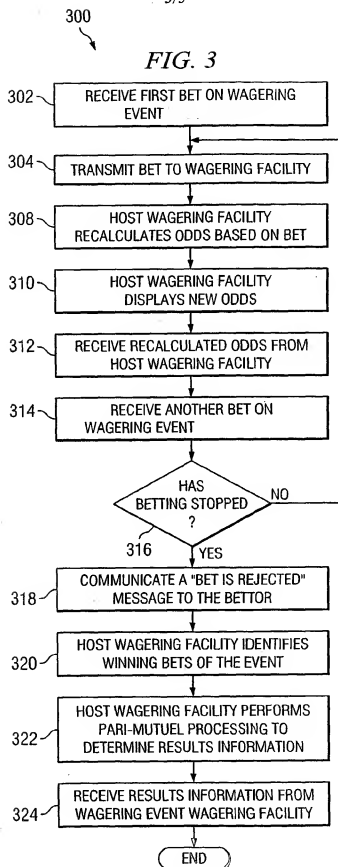 300
FIG. 3
302
RECEIVE FIRST BET ON WAGERING
EVENT
304
TRANSMIT BET TO WAGERING FACILITY
308
HOST WAGERING FACILITY
RECALCULATES ODDS BASED ON BET
310
HOST WAGERING FACILITY
DISPLAYS NEW ODDS
312
RECEIVE RECALCULATED ODDS FROM
HOST WAGERING FACILITY
314
RECEIVE ANOTHER BET ON
WAGERING EVENT
HAS
BETTING STOPPED
?
NO
316
YES
318
COMMUNICATE A "BET IS REJECTED"
MESSAGE TO THE BETTOR
320
HOST WAGERING FACILITY IDENTIFIES
WINNING BETS OF THE EVENT
322
HOST WAGERING FACILITY PERFORMS
PARI-MUTUEL PROCESSING TO
DETERMINE RESULTS INFORMATION
324
RECEIVE RESULTS INFORMATION FROM
WAGERING EVENT WAGERING FACILITY
END